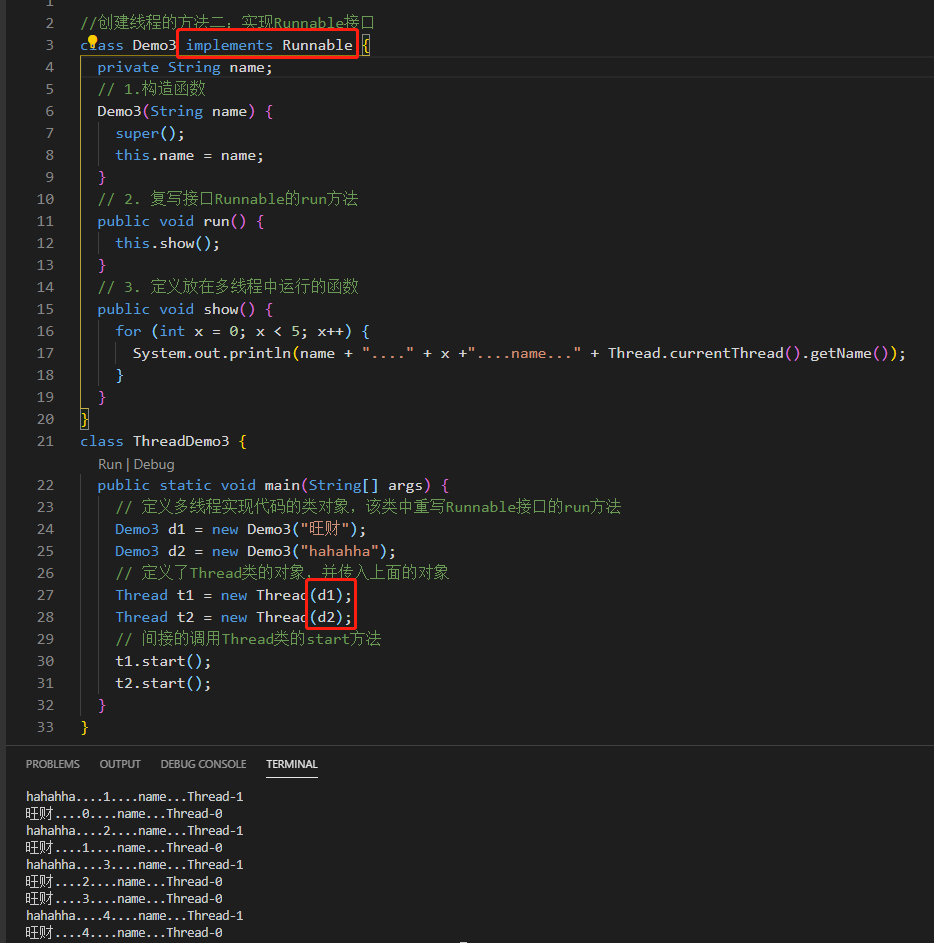 1
2 //创建线程的方法二：实现Runnable接口
3 class Demo3 implements Runnable {
4 private String name;
5 // 1.构造函数
6 Demo3(String name) {
7 super();
8 this.name = name;
9 }
10 // 2. 复写接口Runnable的run方法
11 public void run() {
12 this.show();
13 }
14 // 3. 定义放在多线程中运行的函数
15 public void show() {
16 for (int x = 0; x < 5; x++) {
17 System.out.println(name + "...." + x +"....name..." + Thread.currentThread().getName());
18 }
19 }
20 }
21 class ThreadDemo3 {
Run | Debug
22 public static void main(String[] args) {
23 // 定义多线程实现代码的类对象，该类中重写Runnable接口的run方法
24 Demo3 d1 = new Demo3("旺财");
25 Demo3 d2 = new Demo3("hahahha");
26 // 定义了Thread类的对象，并传入上面的对象
27 Thread t1 = new Thread(d1);
28 Thread t2 = new Thread(d2);
29 // 间接的调用Thread类的start方法
30 t1.start();
31 t2.start();
32 }
33 }
PROBLEMS OUTPUT DEBUG CONSOLE TERMINAL
hahahha....1....name...Thread-1
旺财....0....name...Thread-0
hahahha....2....name...Thread-1
旺财....1....name...Thread-0
hahahha....3....name...Thread-1
旺财....2....name...Thread-0
旺财....3....name...Thread-0
hahahha....4....name...Thread-1
旺财....4....name...Thread-0